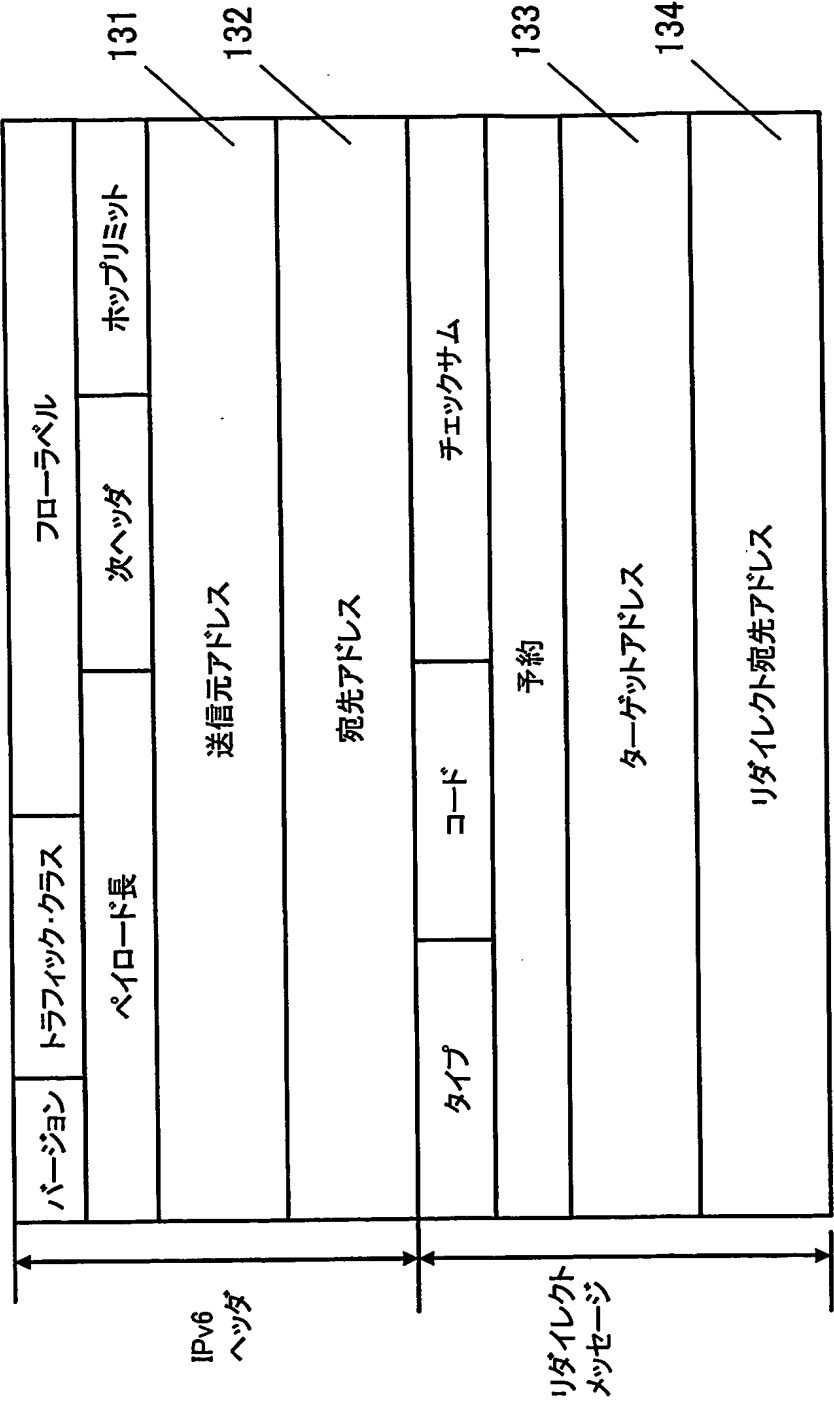 IPv6
ヘッダ
バージョン
トラフィック・クラス
フローラベル
ペイロード長
次ヘッダ
ホップリミット
送信元アドレス
131
宛先アドレス
132
リダイレクト
メッセージ
タイプ
コード
チェックサム
予約
ターゲットアドレス
133
リダイレクト宛先アドレス
134